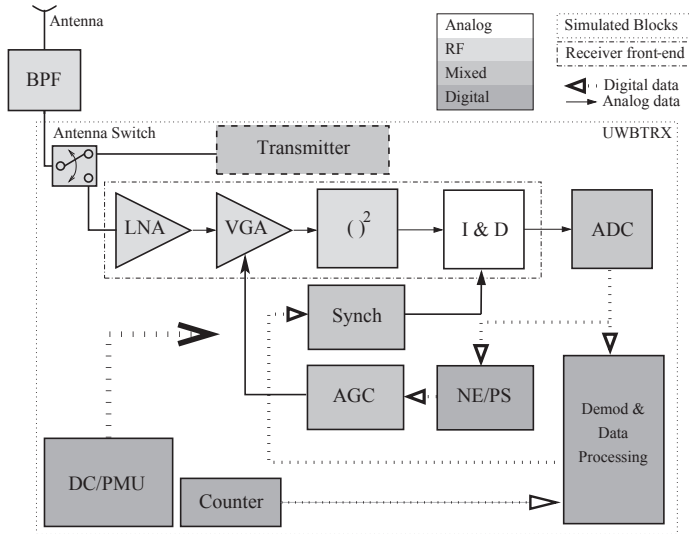 Antenna
BPF
Analog
RF
Mixed
Digital
Simulated Blocks
Receiver front-end
Digital data
Analog data
Antenna Switch
UWBTRX
Transmitter
LNA
VGA
( )²
I & D
ADC
Synch
AGC
NE/PS
Demod &
Data
Processing
DC/PMU
Counter